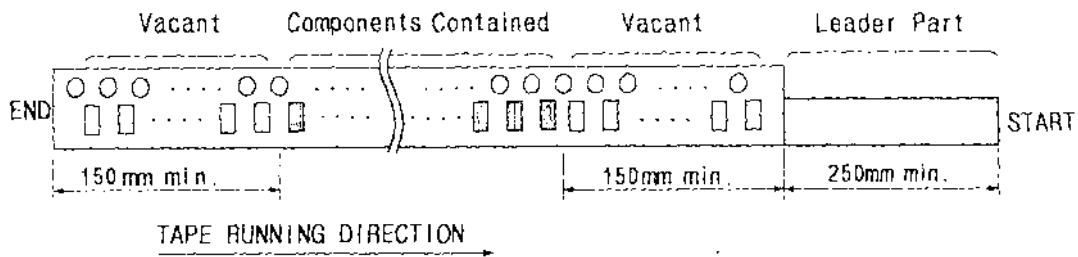 Vacant Components Contained Vacant Leader Part
END START
150mm min. 150mm min. 250mm min.
TAPE RUNNING DIRECTION